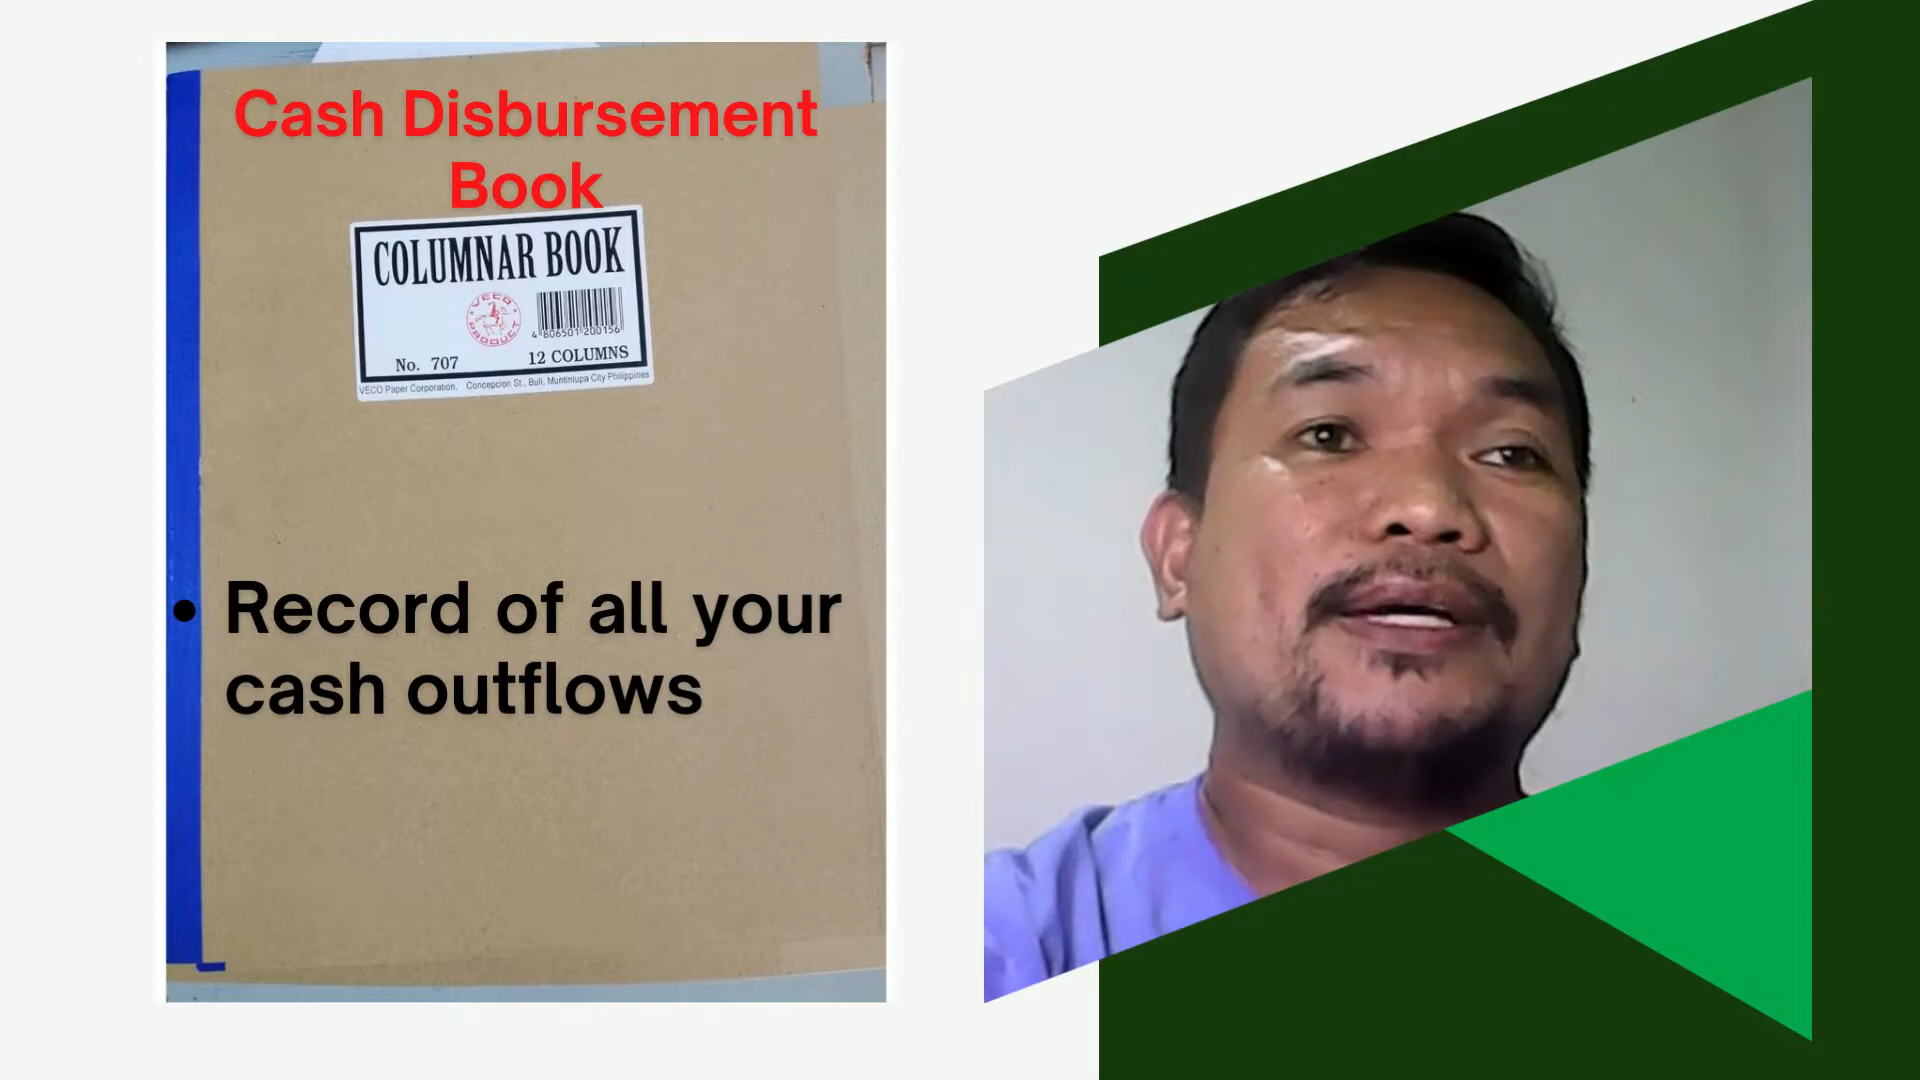 Cash Disbursement
Book
COLUMNAR BOOK
VECO
PRODUCT
4 806501 200156
No. 707 12 COLUMNS
VECO Paper Corporation, Concepcion St., Buli, Muntinlupa City Philippines
• Record of all your
cash outflows